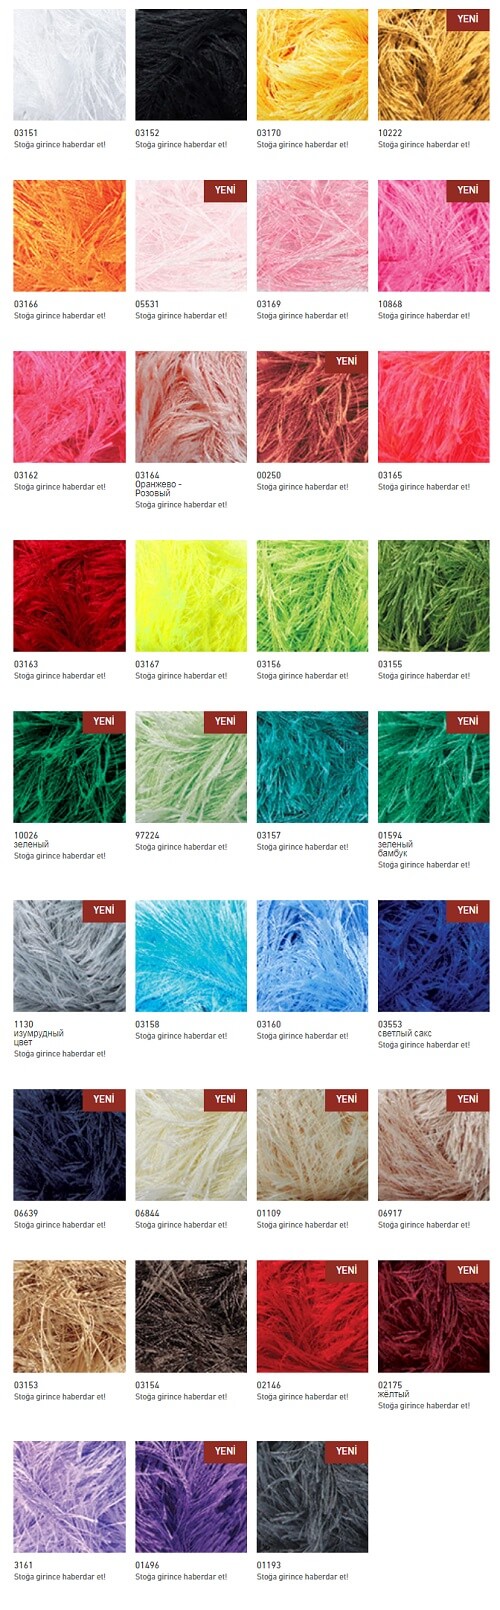 YENİ
03151 03152 03170 10222
Stoğa girince haberdar et! Stoğa girince haberdar et! Stoğa girince haberdar et! Stoğa girince haberdar et!
YENİ YENİ
03166 05531 03169 10868
Stoğa girince haberdar et! Stoğa girince haberdar et! Stoğa girince haberdar et! Stoğa girince haberdar et!
YENİ
03162 03164 00250 03165
Stoğa girince haberdar et! Оранжево - Stoğa girince haberdar et! Stoğa girince haberdar et!
Розовый
Stoğa girince haberdar et!
03163 03167 03156 03155
Stoğa girince haberdar et! Stoğa girince haberdar et! Stoğa girince haberdar et! Stoğa girince haberdar et!
YENİ YENİ YENİ
10026 97224 03157 01594
зеленый Stoğa girince haberdar et! Stoğa girince haberdar et! зеленый
Stoğa girince haberdar et! бамбук
Stoğa girince haberdar et!
YENİ YENİ
1130 03158 03160 03553
изумрудный Stoğa girince haberdar et! Stoğa girince haberdar et! светлый сакс
цвет Stoğa girince haberdar et!
Stoğa girince haberdar et!
YENİ YENİ YENİ YENİ
06639 06844 01109 06917
Stoğa girince haberdar et! Stoğa girince haberdar et! Stoğa girince haberdar et! Stoğa girince haberdar et!
YENİ YENİ
03153 03154 02146 02175
Stoğa girince haberdar et! Stoğa girince haberdar et! Stoğa girince haberdar et! жёлтый
Stoğa girince haberdar et!
YENİ YENİ
3161 01496 01193
Stoğa girince haberdar et! Stoğa girince haberdar et! Stoğa girince haberdar et!